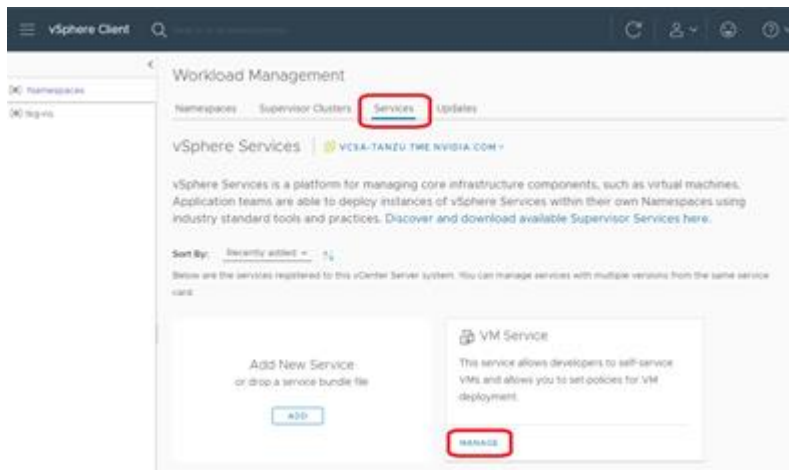 vSphere Client
Namespaces
tkg-ns
Workload Management
Namespaces Supervisor Clusters Services Updates
vSphere Services VCSA-TANZU.TME.NVIDIA.COM
vSphere Services is a platform for managing core infrastructure components, such as virtual machines.
Application teams are able to deploy instances of vSphere Services within their own Namespaces using
industry standard tools and practices. Discover and download available Supervisor Services here.
Sort By: Recently added
Below are the services registered to this vCenter Server system. You can manage services with multiple versions from the same service
card.
Add New Service
or drop a service bundle file
ADD
VM Service
This service allows developers to self-service
VMs and allows you to set policies for VM
deployment.
MANAGE